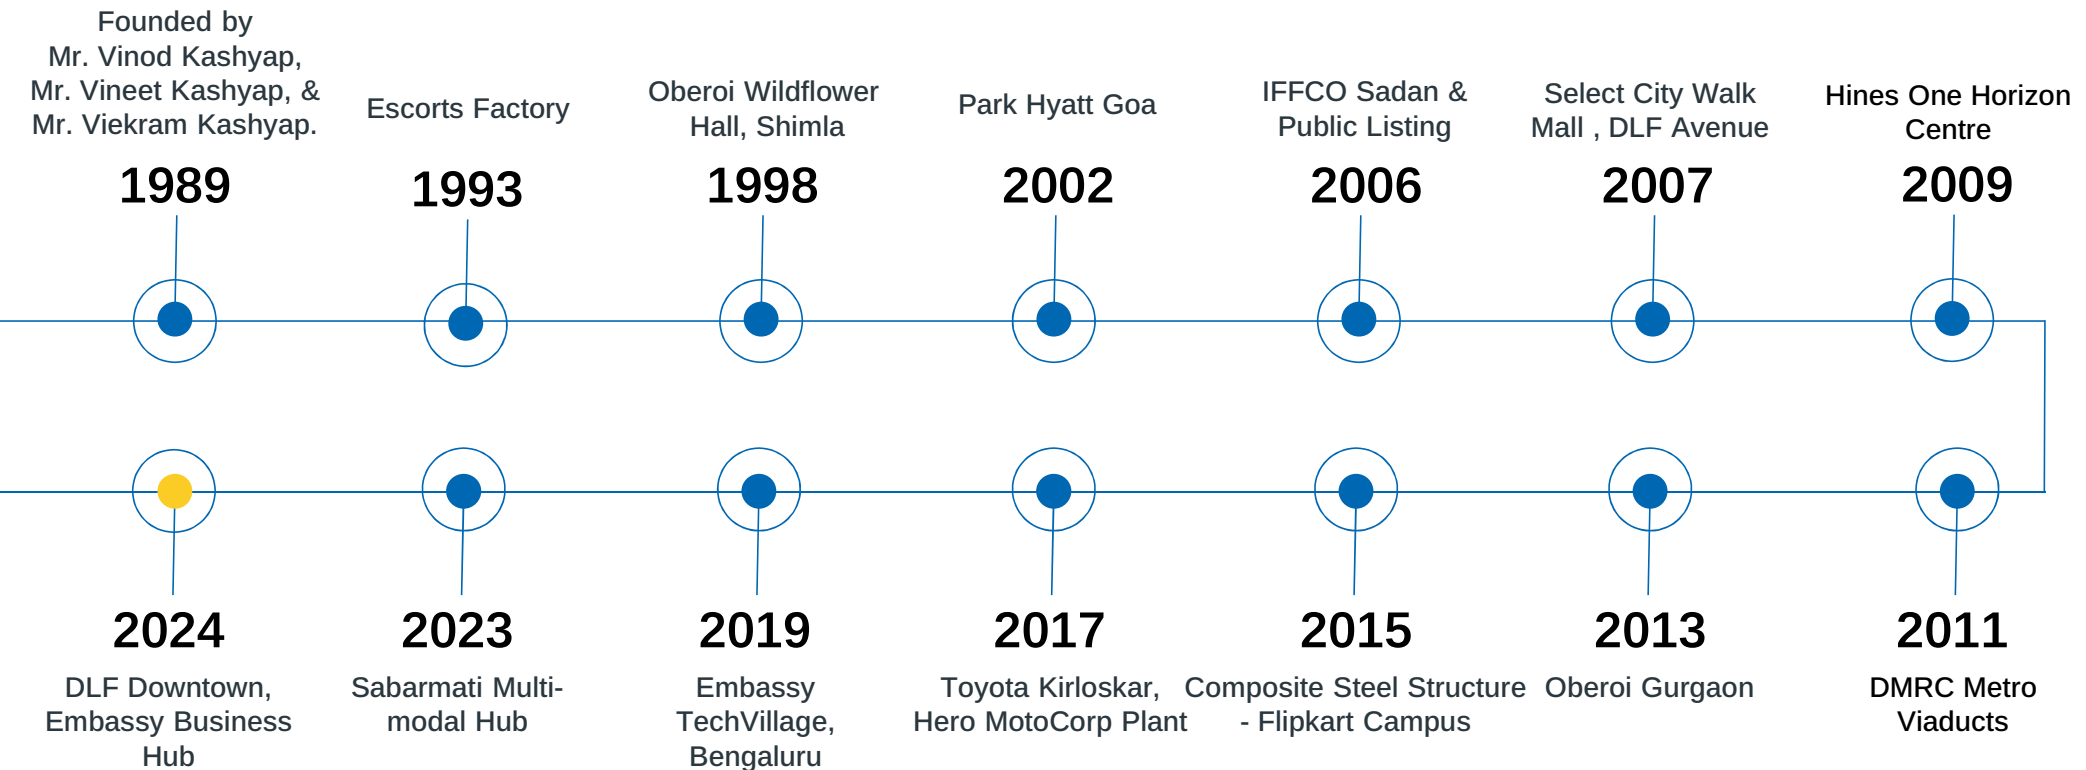 Founded by
Mr. Vinod Kashyap,
Mr. Vineet Kashyap, &
Mr. Viekram Kashyap.
1989
Escorts Factory
1993
Oberoi Wildflower
Hall, Shimla
1998
Park Hyatt Goa
2002
IFFCO Sadan &
Public Listing
2006
Select City Walk
Mall , DLF Avenue
2007
Hines One Horizon
Centre
2009
2011
DMRC Metro
Viaducts
2013
Oberoi Gurgaon
2015
Composite Steel Structure
- Flipkart Campus
2017
Toyota Kirloskar,
Hero MotoCorp Plant
2019
Embassy
TechVillage,
Bengaluru
2023
Sabarmati Multi-
modal Hub
2024
DLF Downtown,
Embassy Business
Hub